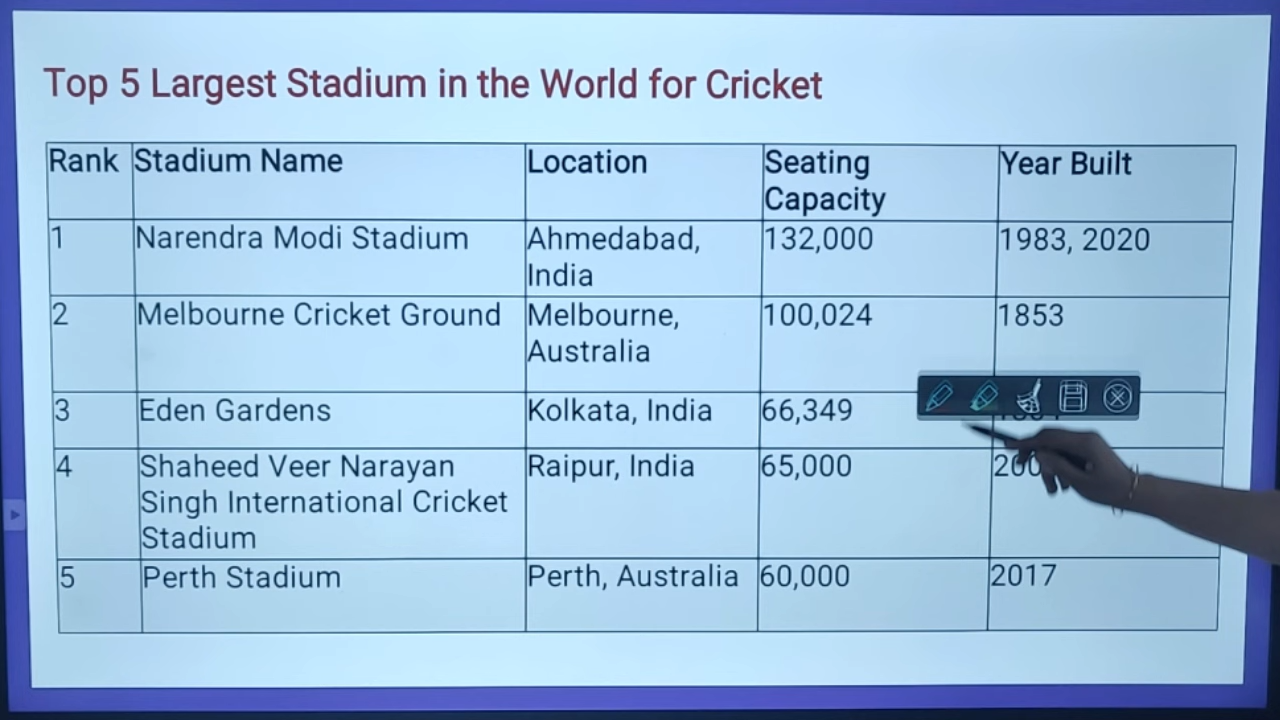 Top 5 Largest Stadium in the World for Cricket
Rank Stadium Name Location Seating Capacity Year Built
1 Narendra Modi Stadium Ahmedabad, India 132,000 1983, 2020
2 Melbourne Cricket Ground Melbourne, Australia 100,024 1853
3 Eden Gardens Kolkata, India 66,349
4 Shaheed Veer Narayan Singh International Cricket Stadium Raipur, India 65,000
5 Perth Stadium Perth, Australia 60,000 2017